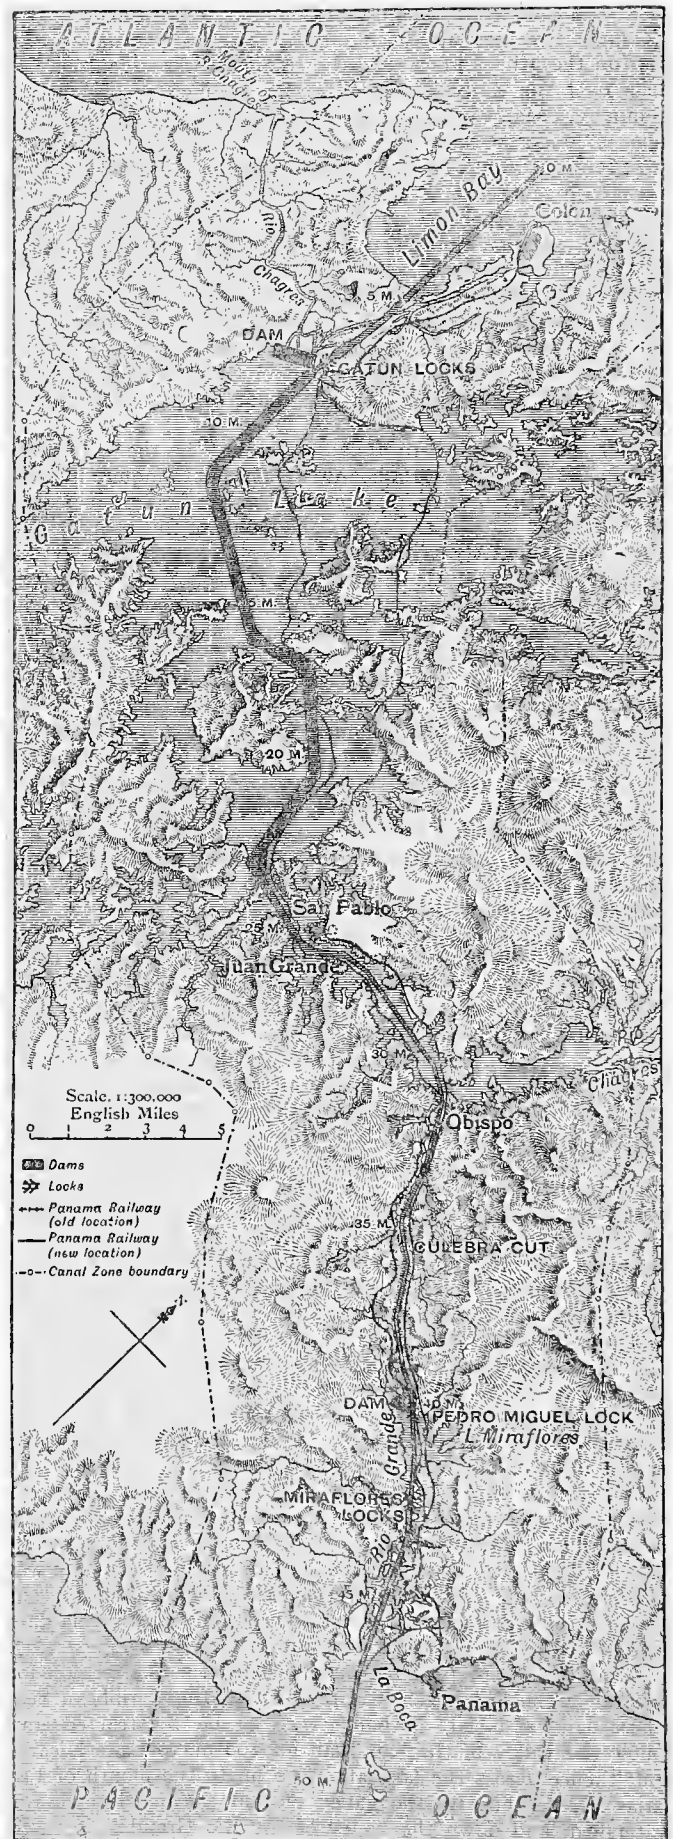 ATLANTIC OCEAN
Mouth of
R. Chagres
0 M.
Limon Bay
Colon
Rio
Chagres
5 M.
DAM
GATUN LOCKS
10 M.
Gatun Lake
5 M.
20 M.
San Pablo
25 M.
Juan Grande
30 M.
Chagres
Obispo
Scale. 1:300,000
English Miles
0 1 2 3 4 5
Dams
Locks
Panama Railway
(old location)
Panama Railway
(new location)
Canal Zone boundary
35 M.
CULEBRA CUT
DAM
40 M.
PEDRO MIGUEL LOCK
L. Miraflores
Grande
MIRAFLORES
LOCKS
Rio
45 M.
La Boca
Panama
50 M.
PACIFIC OCEAN